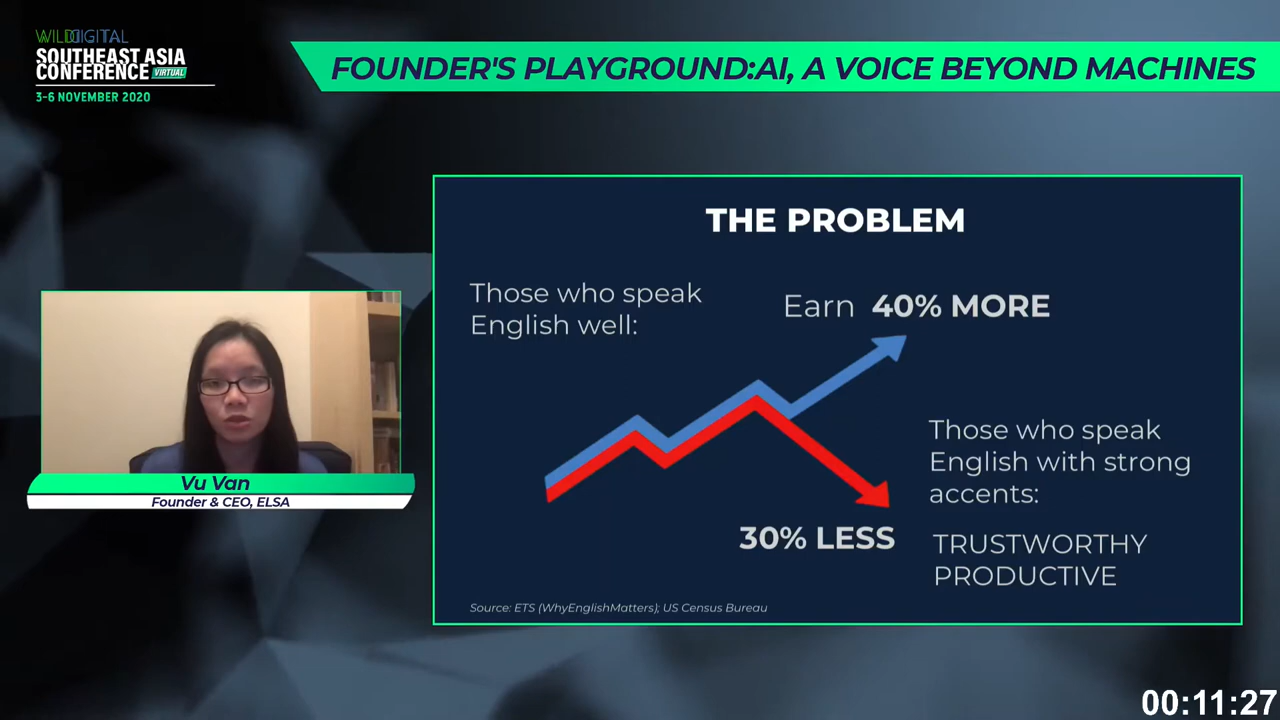 WILDDIGITAL
SOUTHEAST ASIA
CONFERENCE VIRTUAL
3-6 NOVEMBER 2020
FOUNDER'S PLAYGROUND:AI, A VOICE BEYOND MACHINES
THE PROBLEM
Those who speak
English well:
Earn 40% MORE
Those who speak
English with strong
accents:
30% LESS
TRUSTWORTHY
PRODUCTIVE
Source: ETS (WhyEnglishMatters); US Census Bureau
Vu Van
Founder & CEO, ELSA
00:11:27